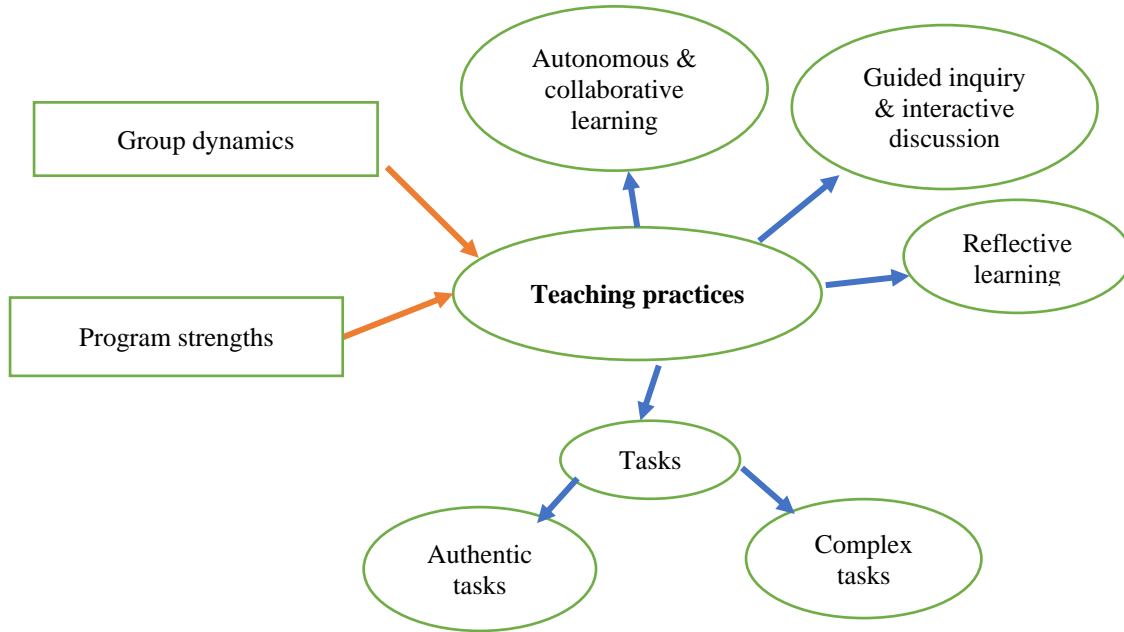 Autonomous &
collaborative
learning
Guided inquiry
& interactive
discussion
Group dynamics
Reflective
learning
Teaching practices
Program strengths
Tasks
Authentic
tasks
Complex
tasks